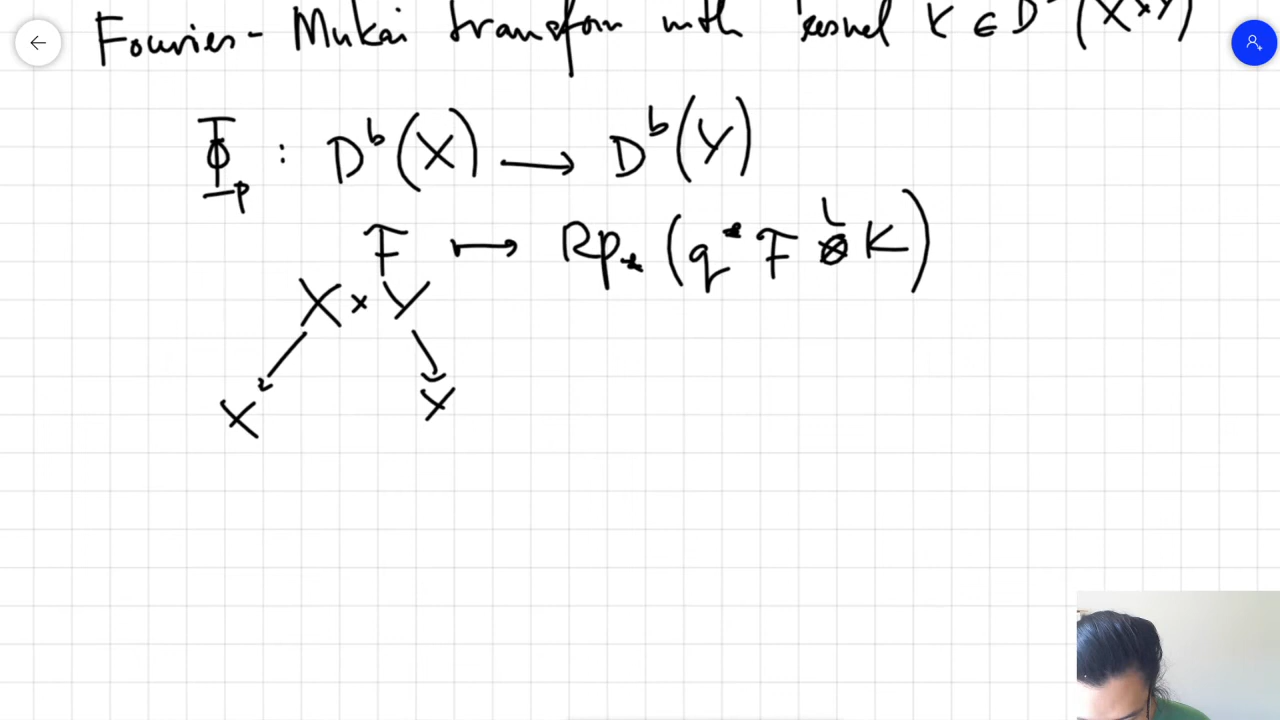 Fourier - Mukai transform with kernel K ∈ D^b (X × Y)
Φ_P : D^b (X) ⟶ D^b (Y)
F ⟼ Rp_* (q^* F ⊗^L K)
X × Y
X Y